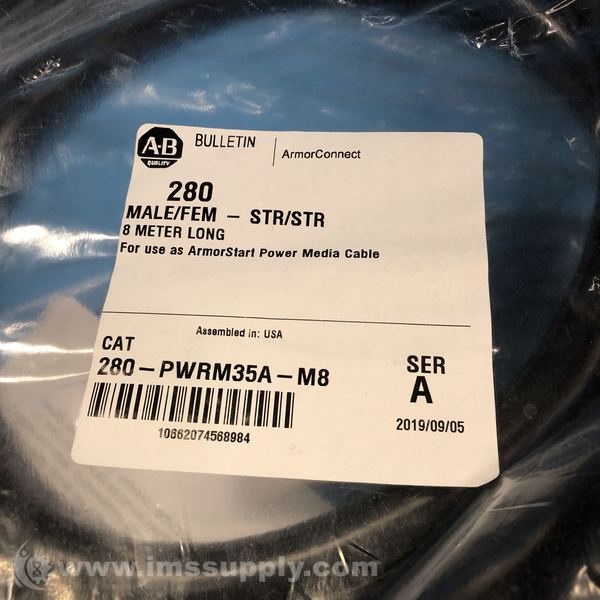 A-B
QUALITY
BULLETIN
ArmorConnect
280
MALE/FEM - STR/STR
8 METER LONG
For use as ArmorStart Power Media Cable
Assembled in: USA
CAT
280-PWRM35A-M8
SER
A
10662074568984
2019/09/05
www.imssupply.com